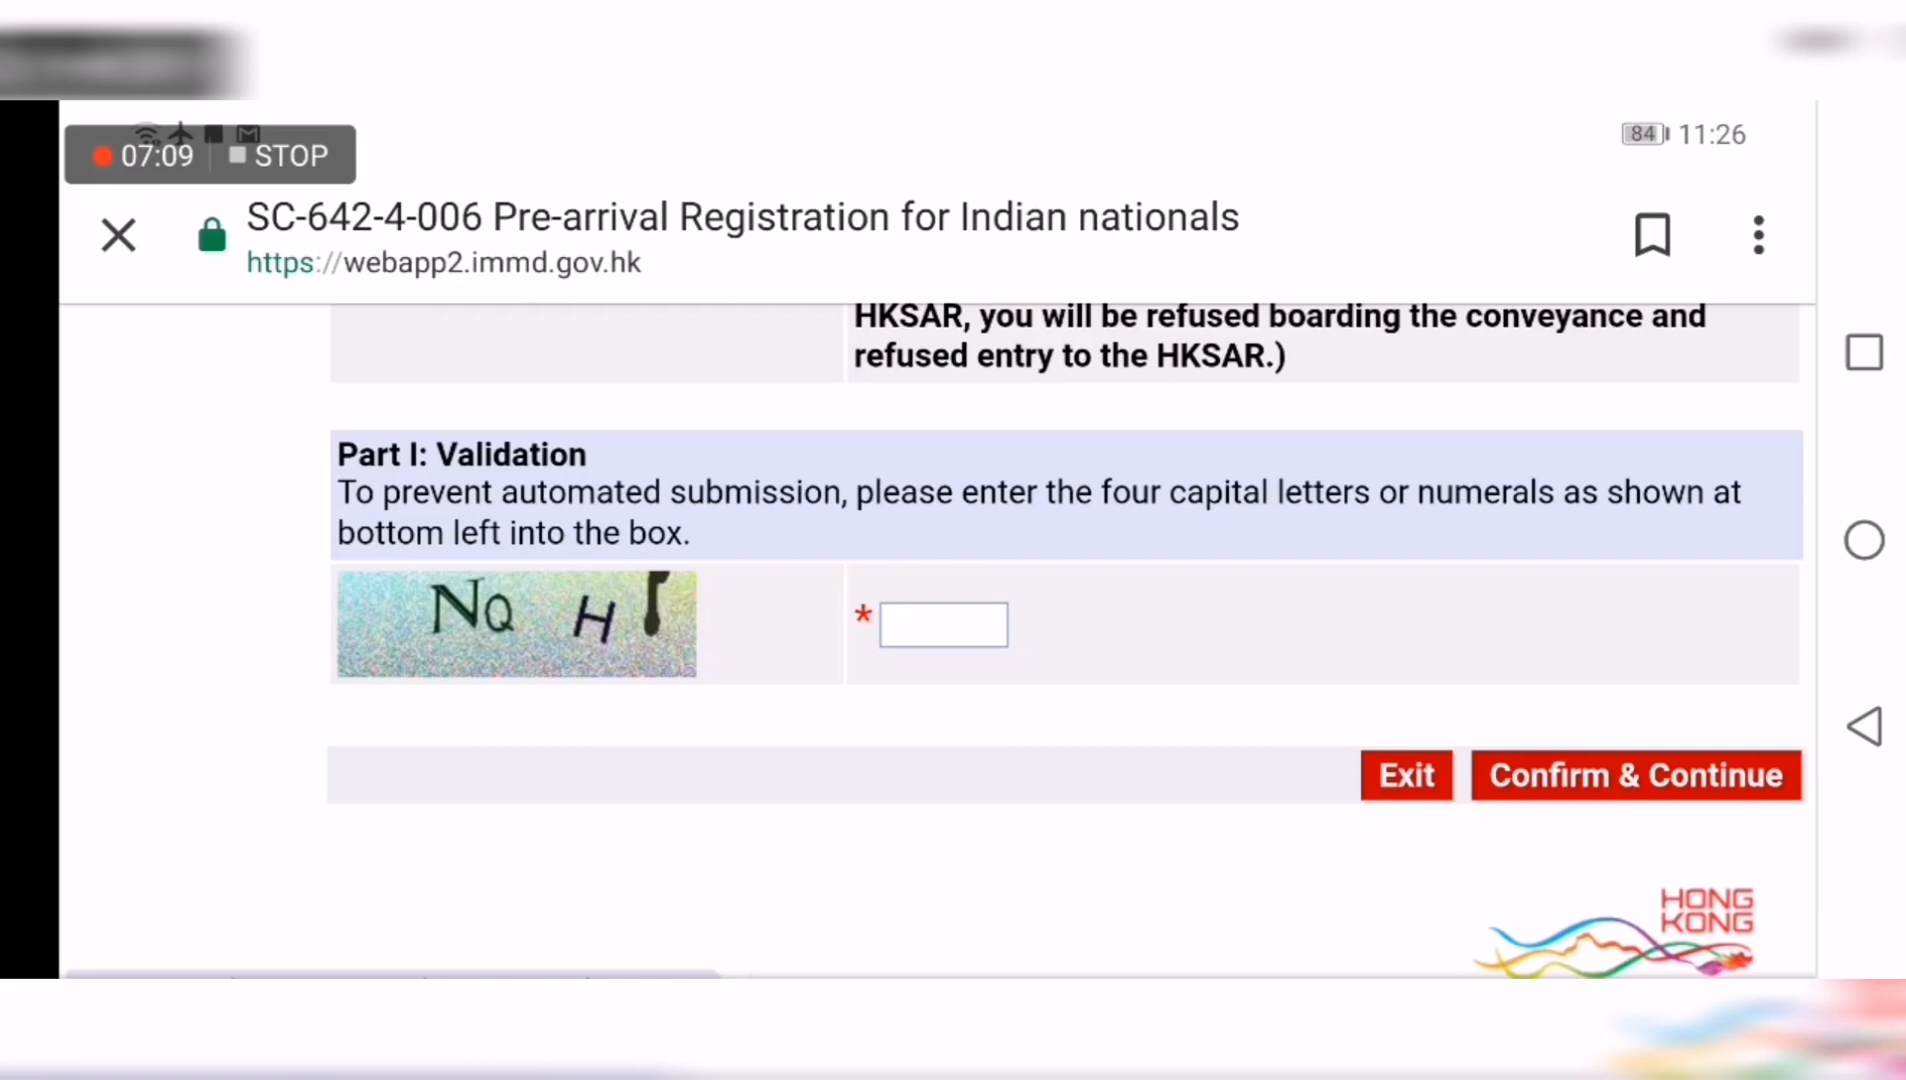 84 11:26
07:09 STOP
SC-642-4-006 Pre-arrival Registration for Indian nationals
https://webapp2.immd.gov.hk
HKSAR, you will be refused boarding the conveyance and
refused entry to the HKSAR.)
Part I: Validation
To prevent automated submission, please enter the four capital letters or numerals as shown at
bottom left into the box.
NQ H
*
Exit Confirm & Continue
HONG
KONG